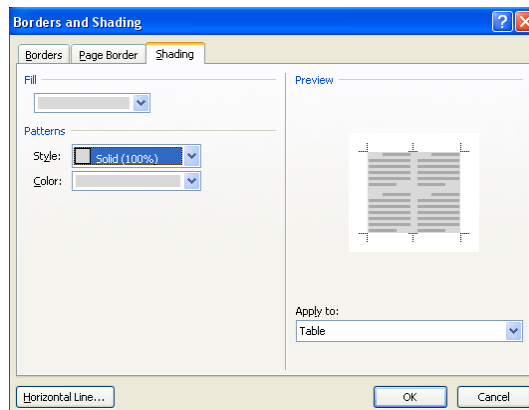 Borders and Shading
Borders Page Border Shading
Fill
Patterns
Style: Solid (100%)
Color:
Preview
Apply to:
Table
Horizontal Line... OK Cancel